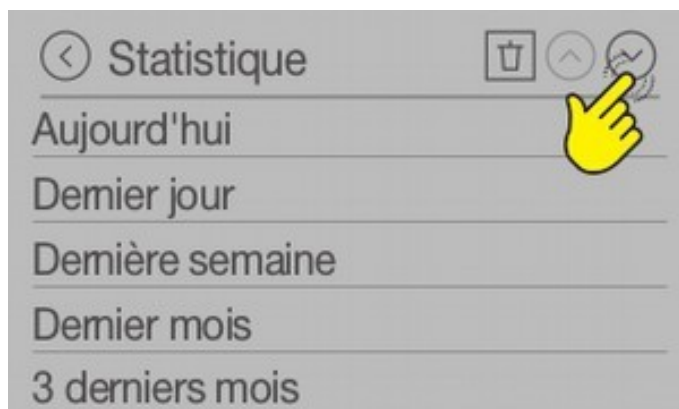 Statistique
Aujourd'hui
Dernier jour
Dernière semaine
Dernier mois
3 derniers mois